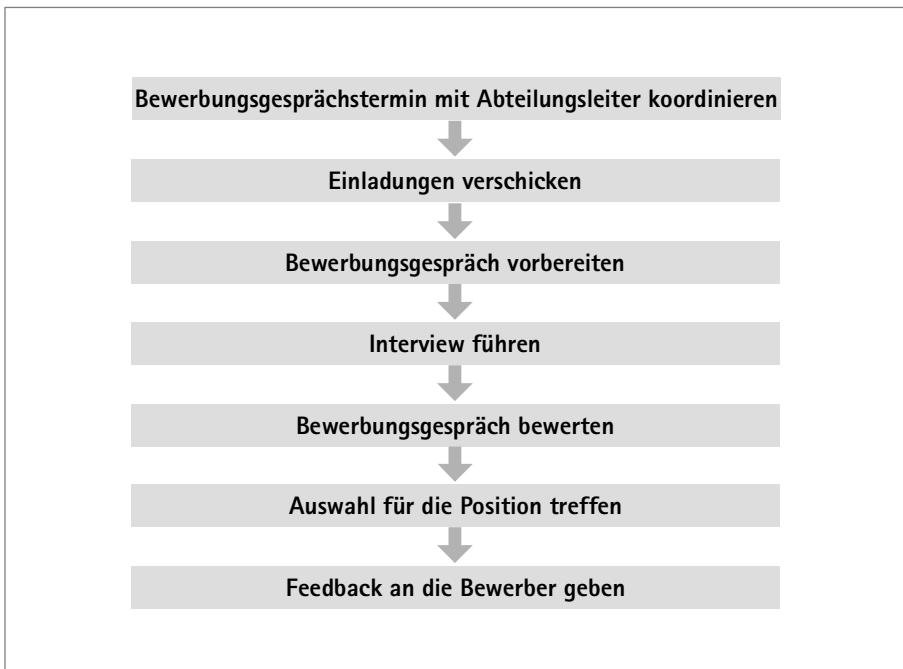 Bewerbungsgesprächstermin mit Abteilungsleiter koordinieren
Einladungen verschicken
Bewerbungsgespräch vorbereiten
Interview führen
Bewerbungsgespräch bewerten
Auswahl für die Position treffen
Feedback an die Bewerber geben